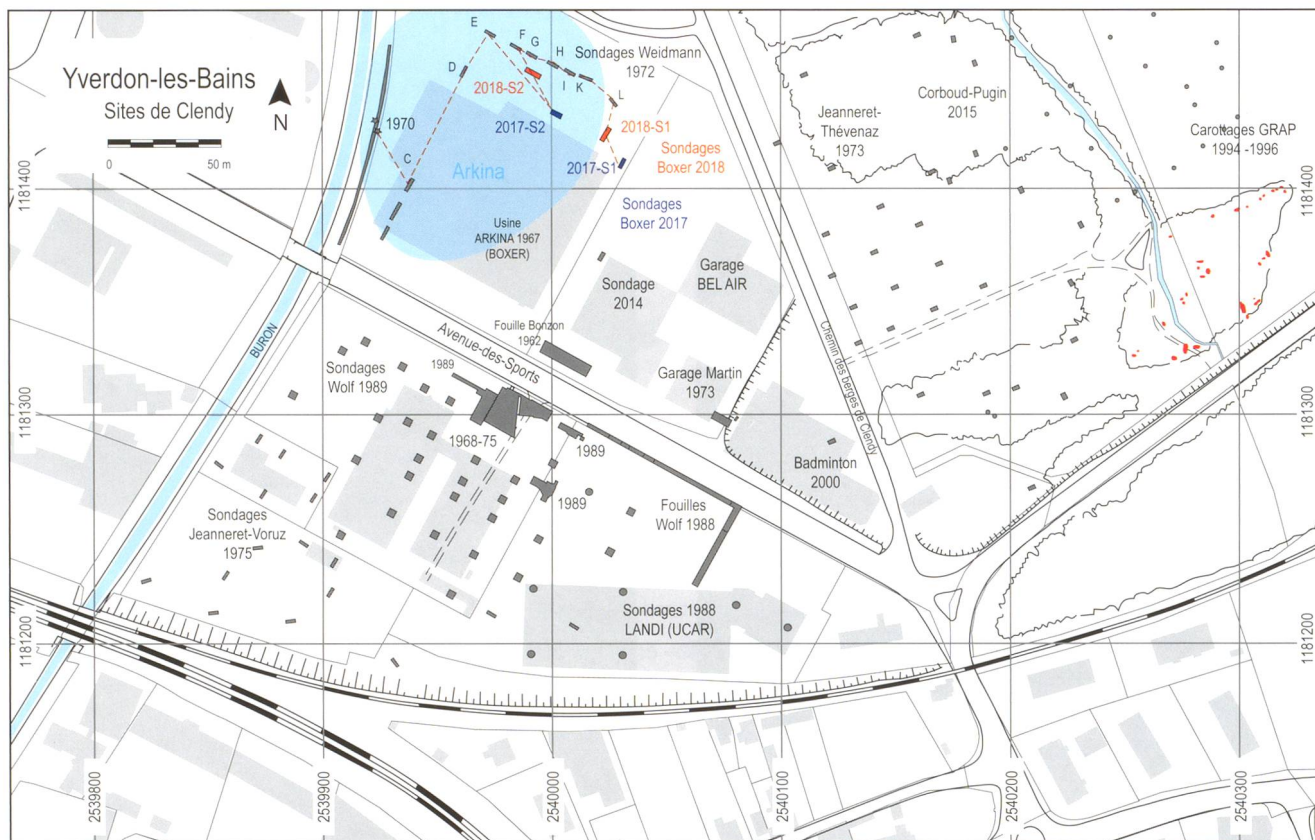 Yverdon-les-Bains
Sites de Clendy
N
0
50 m
1970
C
D
E
F
G
H
I
K
L
Sondages Weidmann
1972
2018-S2
2017-S2
2018-S1
2017-S1
Sondages
Boxer 2018
Sondages
Boxer 2017
Arkina
Usine
ARKINA 1967
(BOXER)
Jeanneret-
Thévenaz
1973
Corboud-Pugin
2015
Carottages GRAP
1994 -1996
1181400
1181400
Sondage
2014
Garage
BEL AIR
BURON
Avenue-des-Sports
Fouille Bonzon
1962
Garage Martin
1973
Chemin des berges de Clendy
Sondages
Wolf 1989
1989
1968-75
1989
1989
1181300
1181300
Badminton
2000
Fouilles
Wolf 1988
Sondages
Jeanneret-Voruz
1975
Sondages 1988
LANDI (UCAR)
1181200
1181200
2539800
2539900
2540000
2540100
2540200
2540300